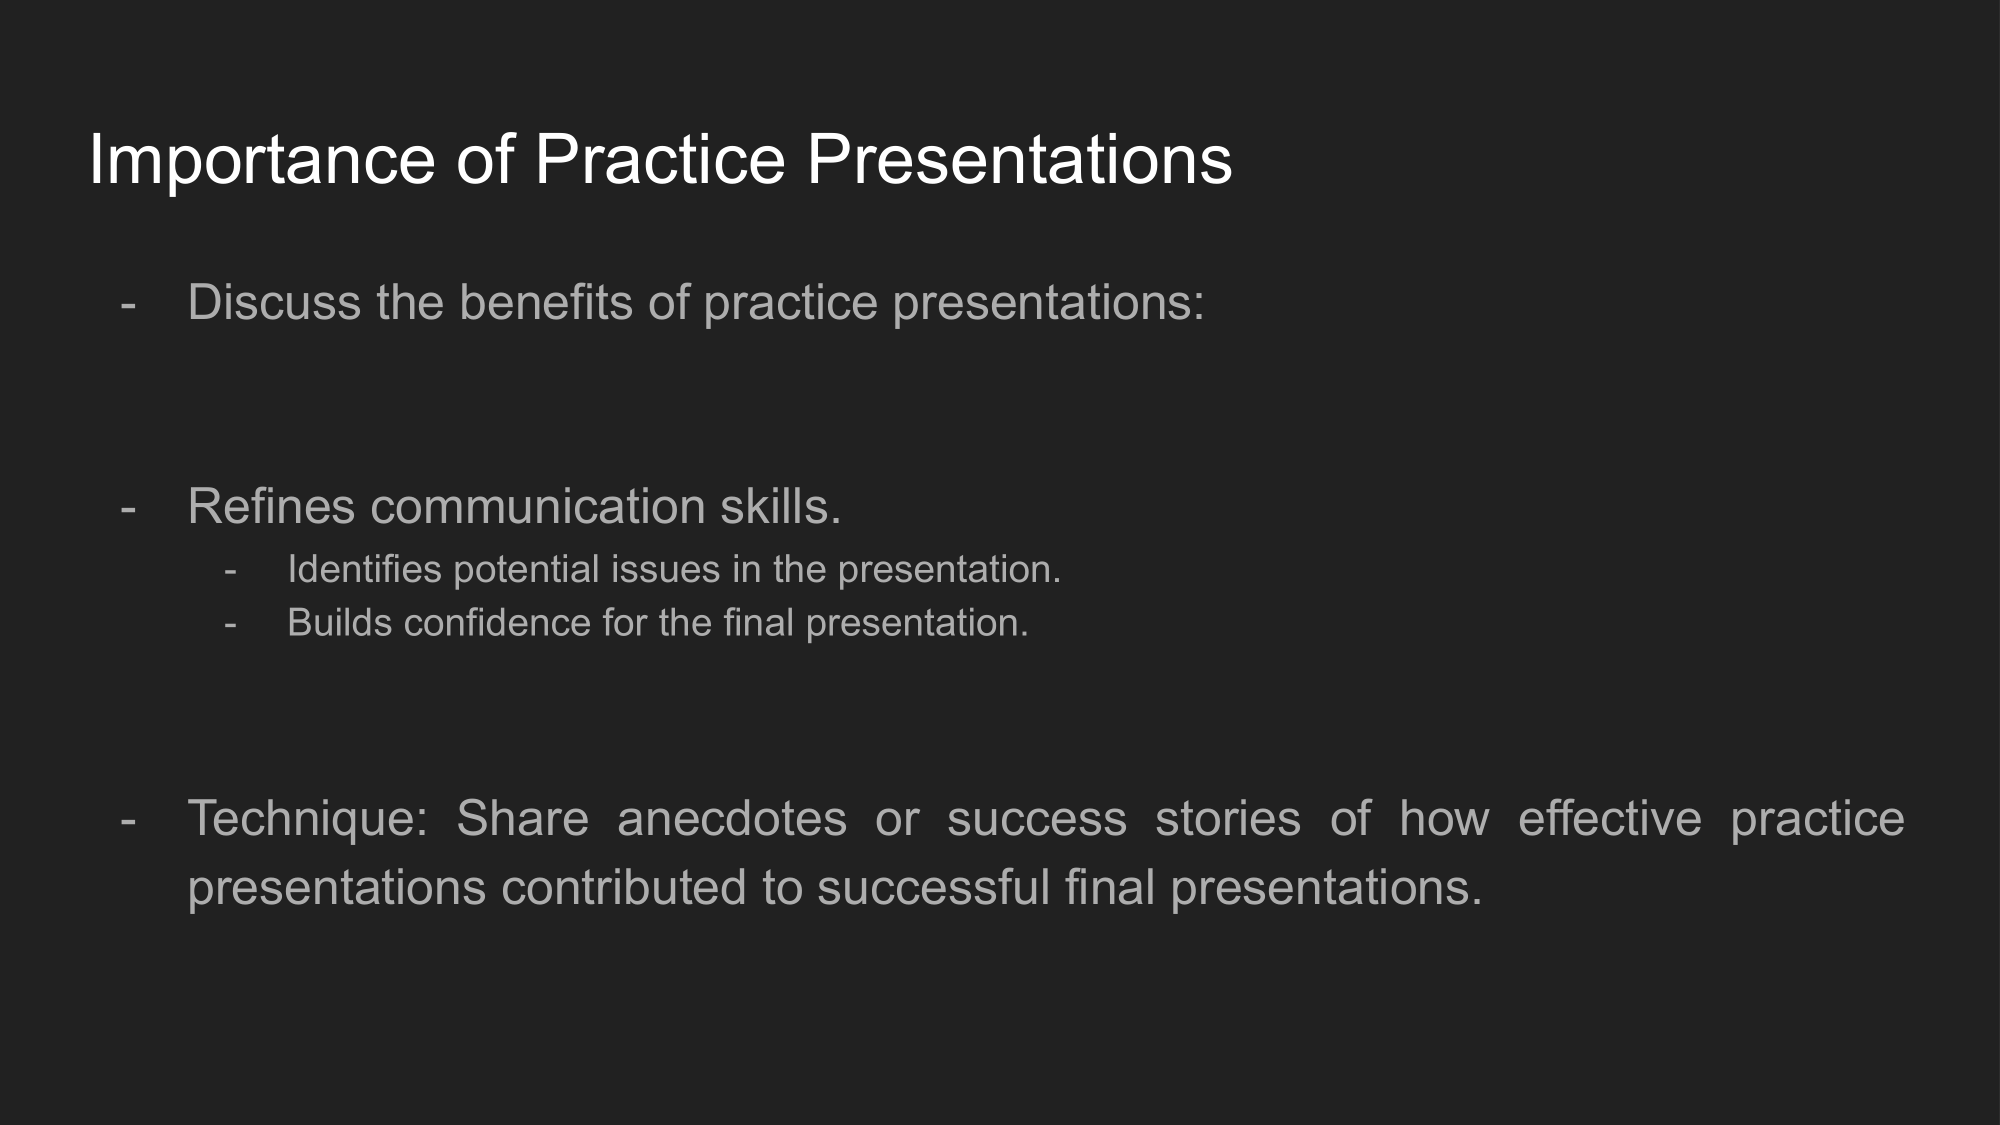 Importance of Practice Presentations
- Discuss the benefits of practice presentations:
- Refines communication skills.
- Identifies potential issues in the presentation.
- Builds confidence for the final presentation.
- Technique: Share anecdotes or success stories of how effective practice
presentations contributed to successful final presentations.